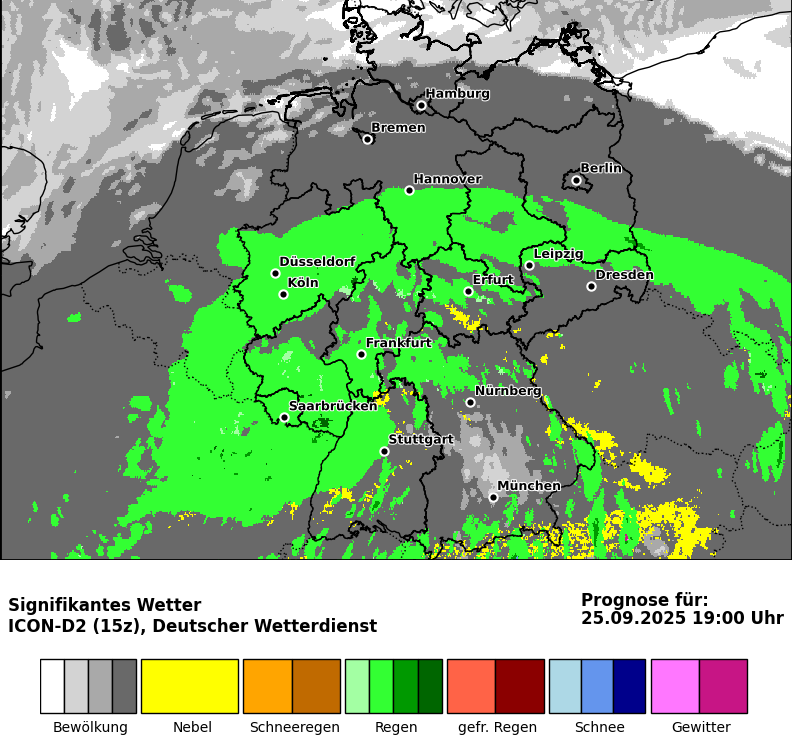 Hamburg
Bremen
Berlin
Hannover
Leipzig
Düsseldorf
Dresden
Köln
Erfurt
Frankfurt
Nürnberg
Saarbrücken
Stuttgart
München
Signifikantes Wetter
ICON-D2 (15z), Deutscher Wetterdienst
Prognose für:
25.09.2025 19:00 Uhr
Bewölkung Nebel Schneeregen Regen gefr. Regen Schnee Gewitter